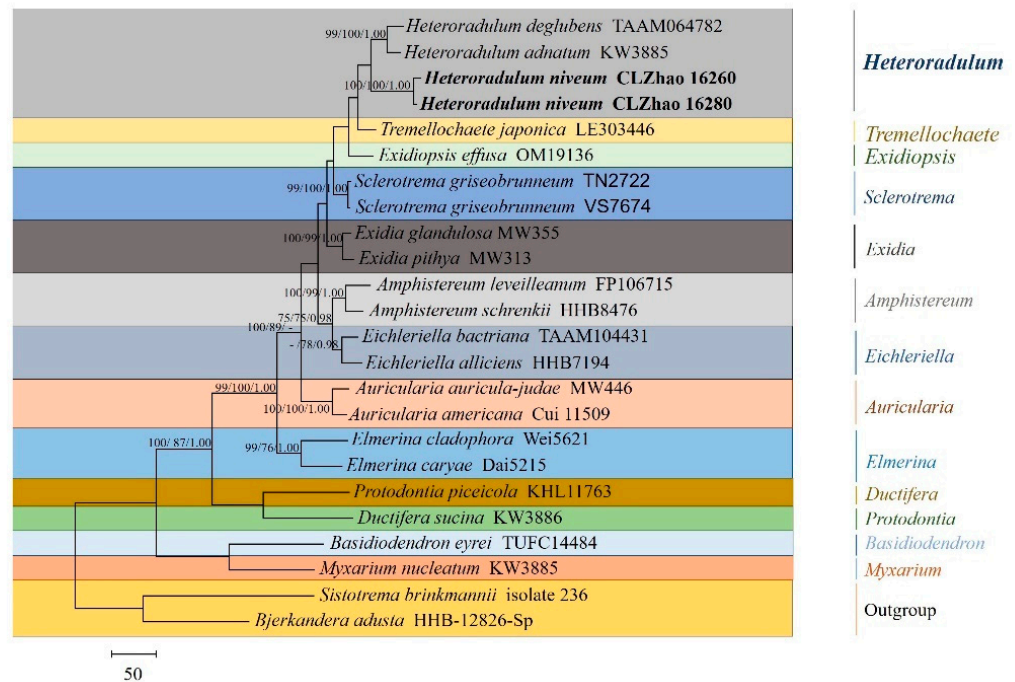 Heteroradulum deglubens TAAM064782
99/100/1.00
Heteroradulum adnatum KW3885
Heteroradulum
100/100/1.00
Heteroradulum niveum CLZhao 16260
Heteroradulum niveum CLZhao 16280
Tremellochaete japonica LE303446
Tremellochaete
Exidiopsis effusa OM19136
Exidiopsis
99/100/1.00
Sclerotrema griseobrunneum TN2722
Sclerotrema
Sclerotrema griseobrunneum VS7674
100/99/1.00
Exidia glandulosa MW355
Exidia
Exidia pithya MW313
Amphistereum leveilleanum FP106715
100/99/1.00
Amphistereum
Amphistereum schrenkii HHB8476
75/75/0.98
100/89/ -
Eichleriella bactriana TAAM104431
- /78/0.98
Eichleriella
Eichleriella alliciens HHB7194
99/100/1.00
Auricularia auricula-judae MW446
100/100/1.00
Auricularia
Auricularia americana Cui 11509
100/ 87/1.00
Elmerina cladophora Wei5621
99/76/1.00
Elmerina
Elmerina caryae Dai5215
Protodontia piceicola KHL11763
Ductifera
Ductifera sucina KW3886
Protodontia
Basidiodendron eyrei TUFC14484
Basidiodendron
Myxarium nucleatum KW3885
Myxarium
Sistotrema brinkmannii isolate 236
Outgroup
Bjerkandera adusta HHB-12826-Sp
50